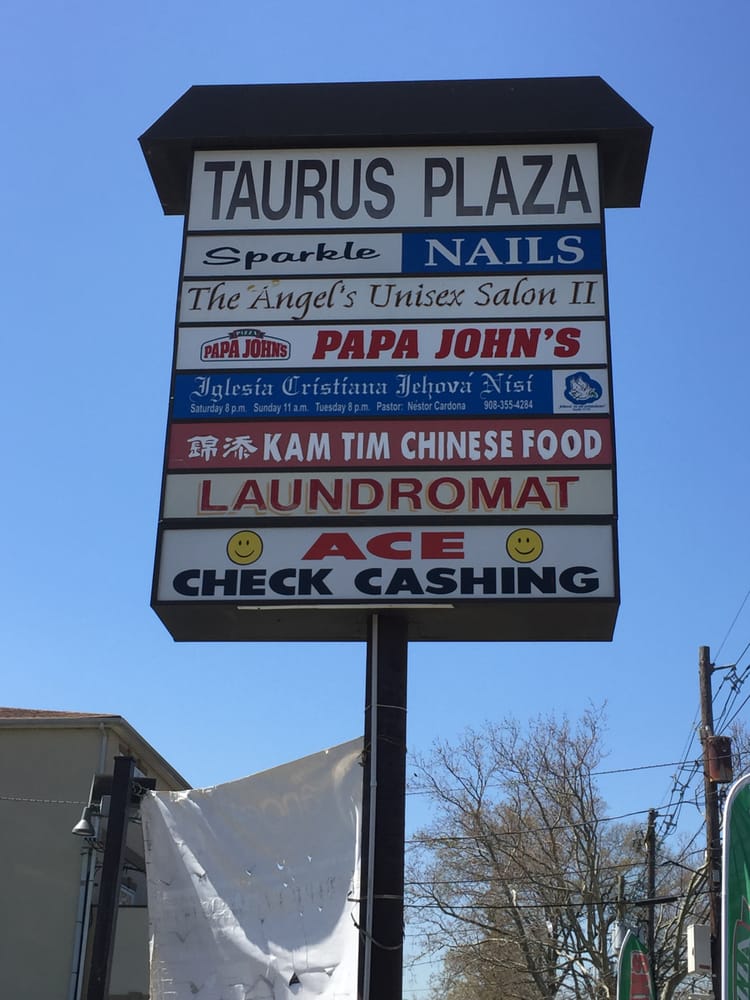 TAURUS PLAZA
Sparkle NAILS
The Angel's Unisex Salon II
PIZZA
PAPA JOHNS PAPA JOHN'S
Iglesia Cristiana Jehová Nisi
Saturday 8 p.m. Sunday 11 a.m. Tuesday 8 p.m. Pastor: Néstor Cardona 908-355-4284
錦添 KAM TIM CHINESE FOOD
LAUNDROMAT
ACE
CHECK CASHING